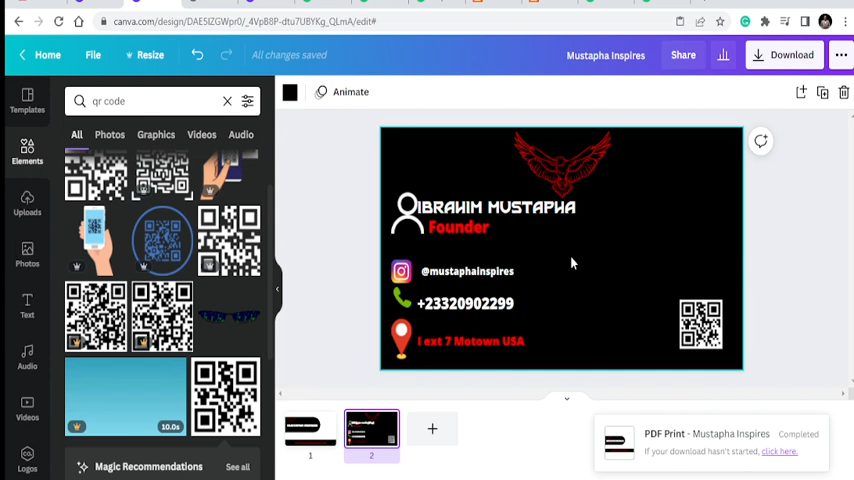 canva.com/design/DAE5IZGWpr0/_4VpB8P-dtu7UBYKg_QLmA/edit#
Home
File
Resize
All changes saved
Mustapha Inspires
Share
Download
Templates
Elements
Uploads
Photos
Text
Audio
Videos
Logos
qr code
All
Photos
Graphics
Videos
Audio
10.0s
Magic Recommendations
See all
Animate
IBRAHIM MUSTAPHA
Founder
@mustaphainspires
+23320902299
I ext 7 Motown USA
1
2
PDF Print - Mustapha Inspires
Completed
If your download hasn't started, click here.